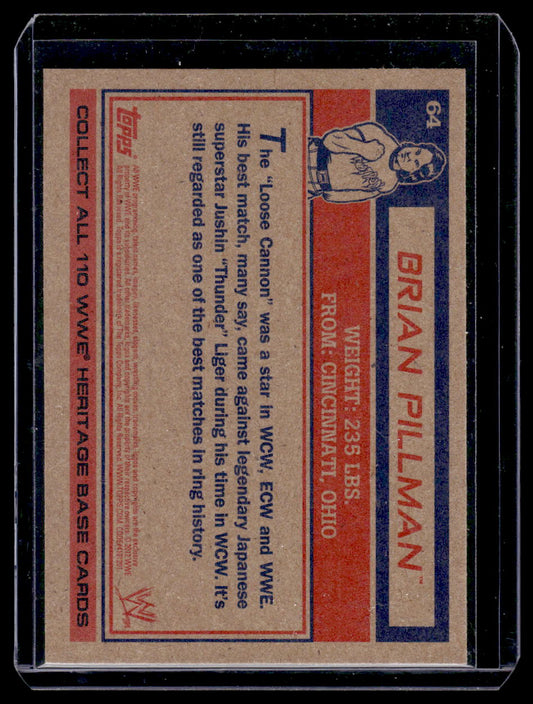 64
BRIAN PILLMAN™
WEIGHT: 235 LBS.
FROM: CINCINNATI, OHIO
The "Loose Cannon" was a star in WCW, ECW and WWE.
His best match, many say, came against legendary Japanese
superstar Jushin "Thunder" Liger during his time in WCW. It's
still regarded as one of the best matches in ring history.
topps®
W
COLLECT ALL 110 WWE® HERITAGE BASE CARDS